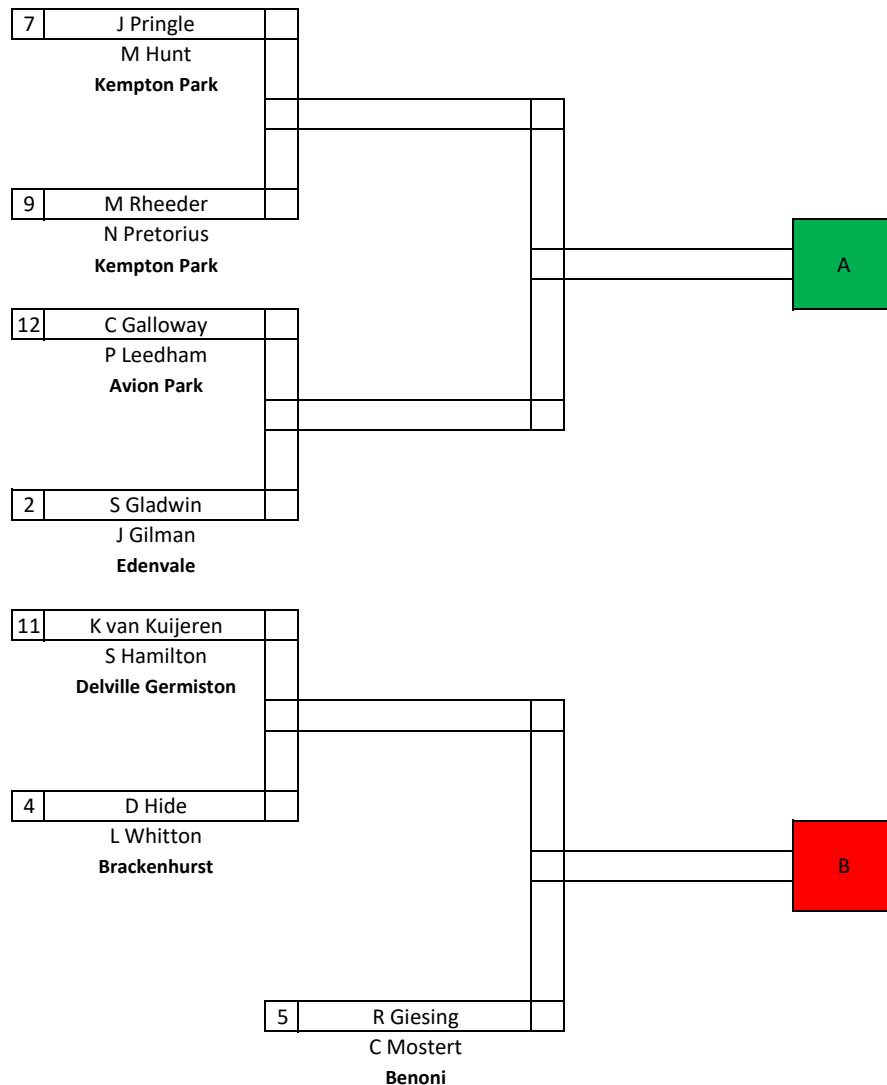 7 J Pringle
M Hunt
Kempton Park
9 M Rheeder
N Pretorius
Kempton Park
A
12 C Galloway
P Leedham
Avion Park
2 S Gladwin
J Gilman
Edenvale
11 K van Kuijeren
S Hamilton
Delville Germiston
4 D Hide
L Whitton
Brackenhurst
B
5 R Giesing
C Mostert
Benoni